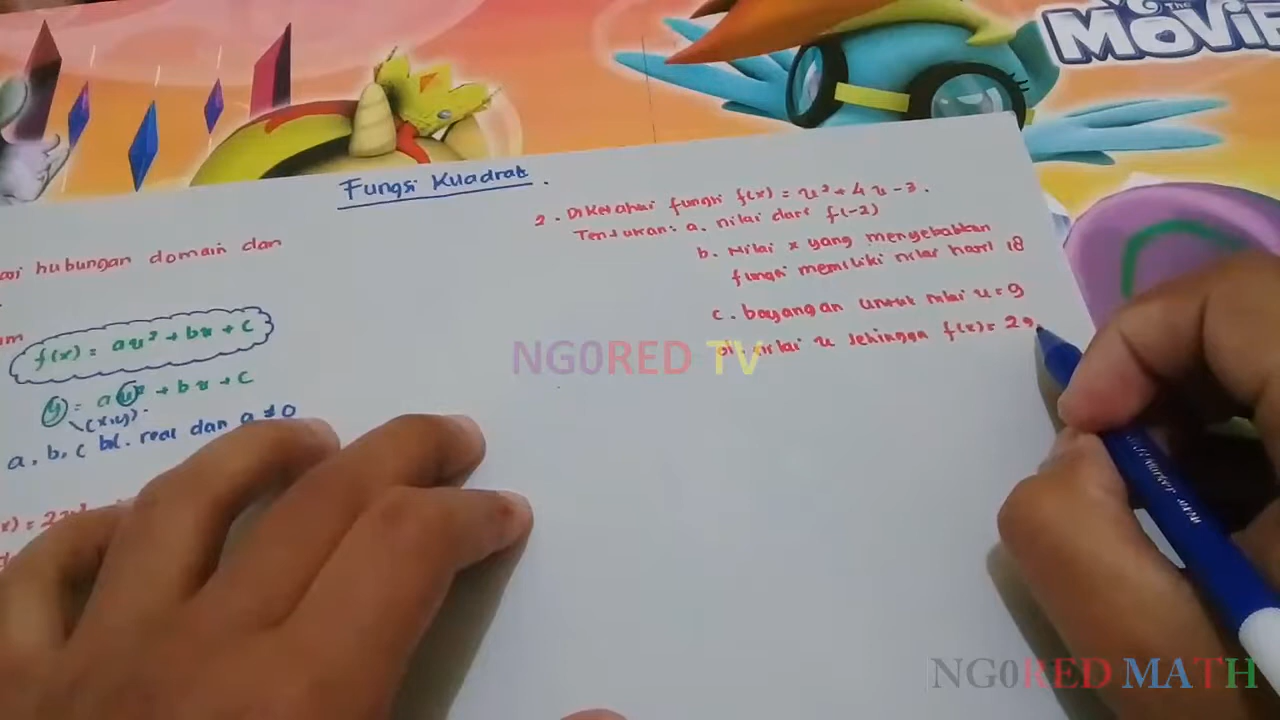 THE
MOVIE
Fungsi Kuadrat.
hubungan domain dan
f(x) = ax² + bx + c
y = ax² + bx + c
(x,y).
a, b, c bil. real dan a ≠ 0
2. Diketahui fungsi f(x) = x² + 4x - 3.
Tentukan: a. nilai dari f(-2)
b. Nilai x yang menyebabkan
fungsi memiliki nilai hasil 18
c. bayangan untuk nilai x = 9
nilai x sehingga f(x) = 29
NG0RED TV
NG0RED MATH